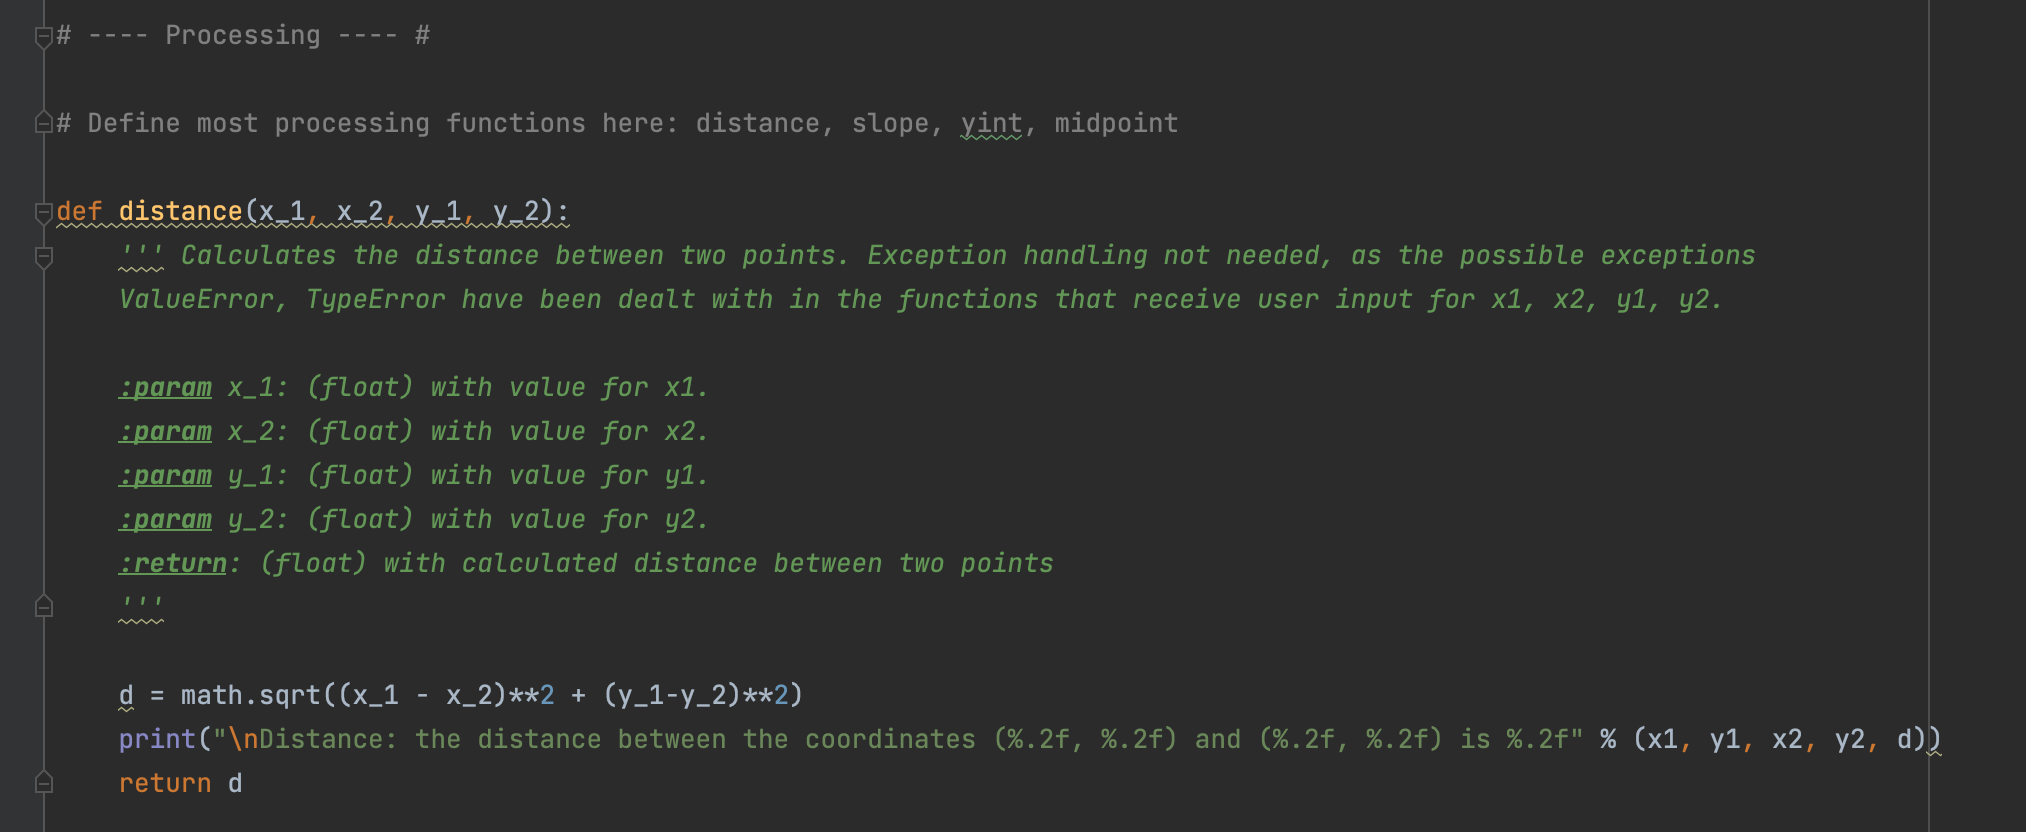 # ---- Processing ---- #
# Define most processing functions here: distance, slope, yint, midpoint
def distance(x_1, x_2, y_1, y_2):
''' Calculates the distance between two points. Exception handling not needed, as the possible exceptions
ValueError, TypeError have been dealt with in the functions that receive user input for x1, x2, y1, y2.
:param x_1: (float) with value for x1.
:param x_2: (float) with value for x2.
:param y_1: (float) with value for y1.
:param y_2: (float) with value for y2.
:return: (float) with calculated distance between two points
'''
d = math.sqrt((x_1 - x_2)**2 + (y_1-y_2)**2)
print("\nDistance: the distance between the coordinates (%.2f, %.2f) and (%.2f, %.2f) is %.2f" % (x1, y1, x2, y2, d))
return d